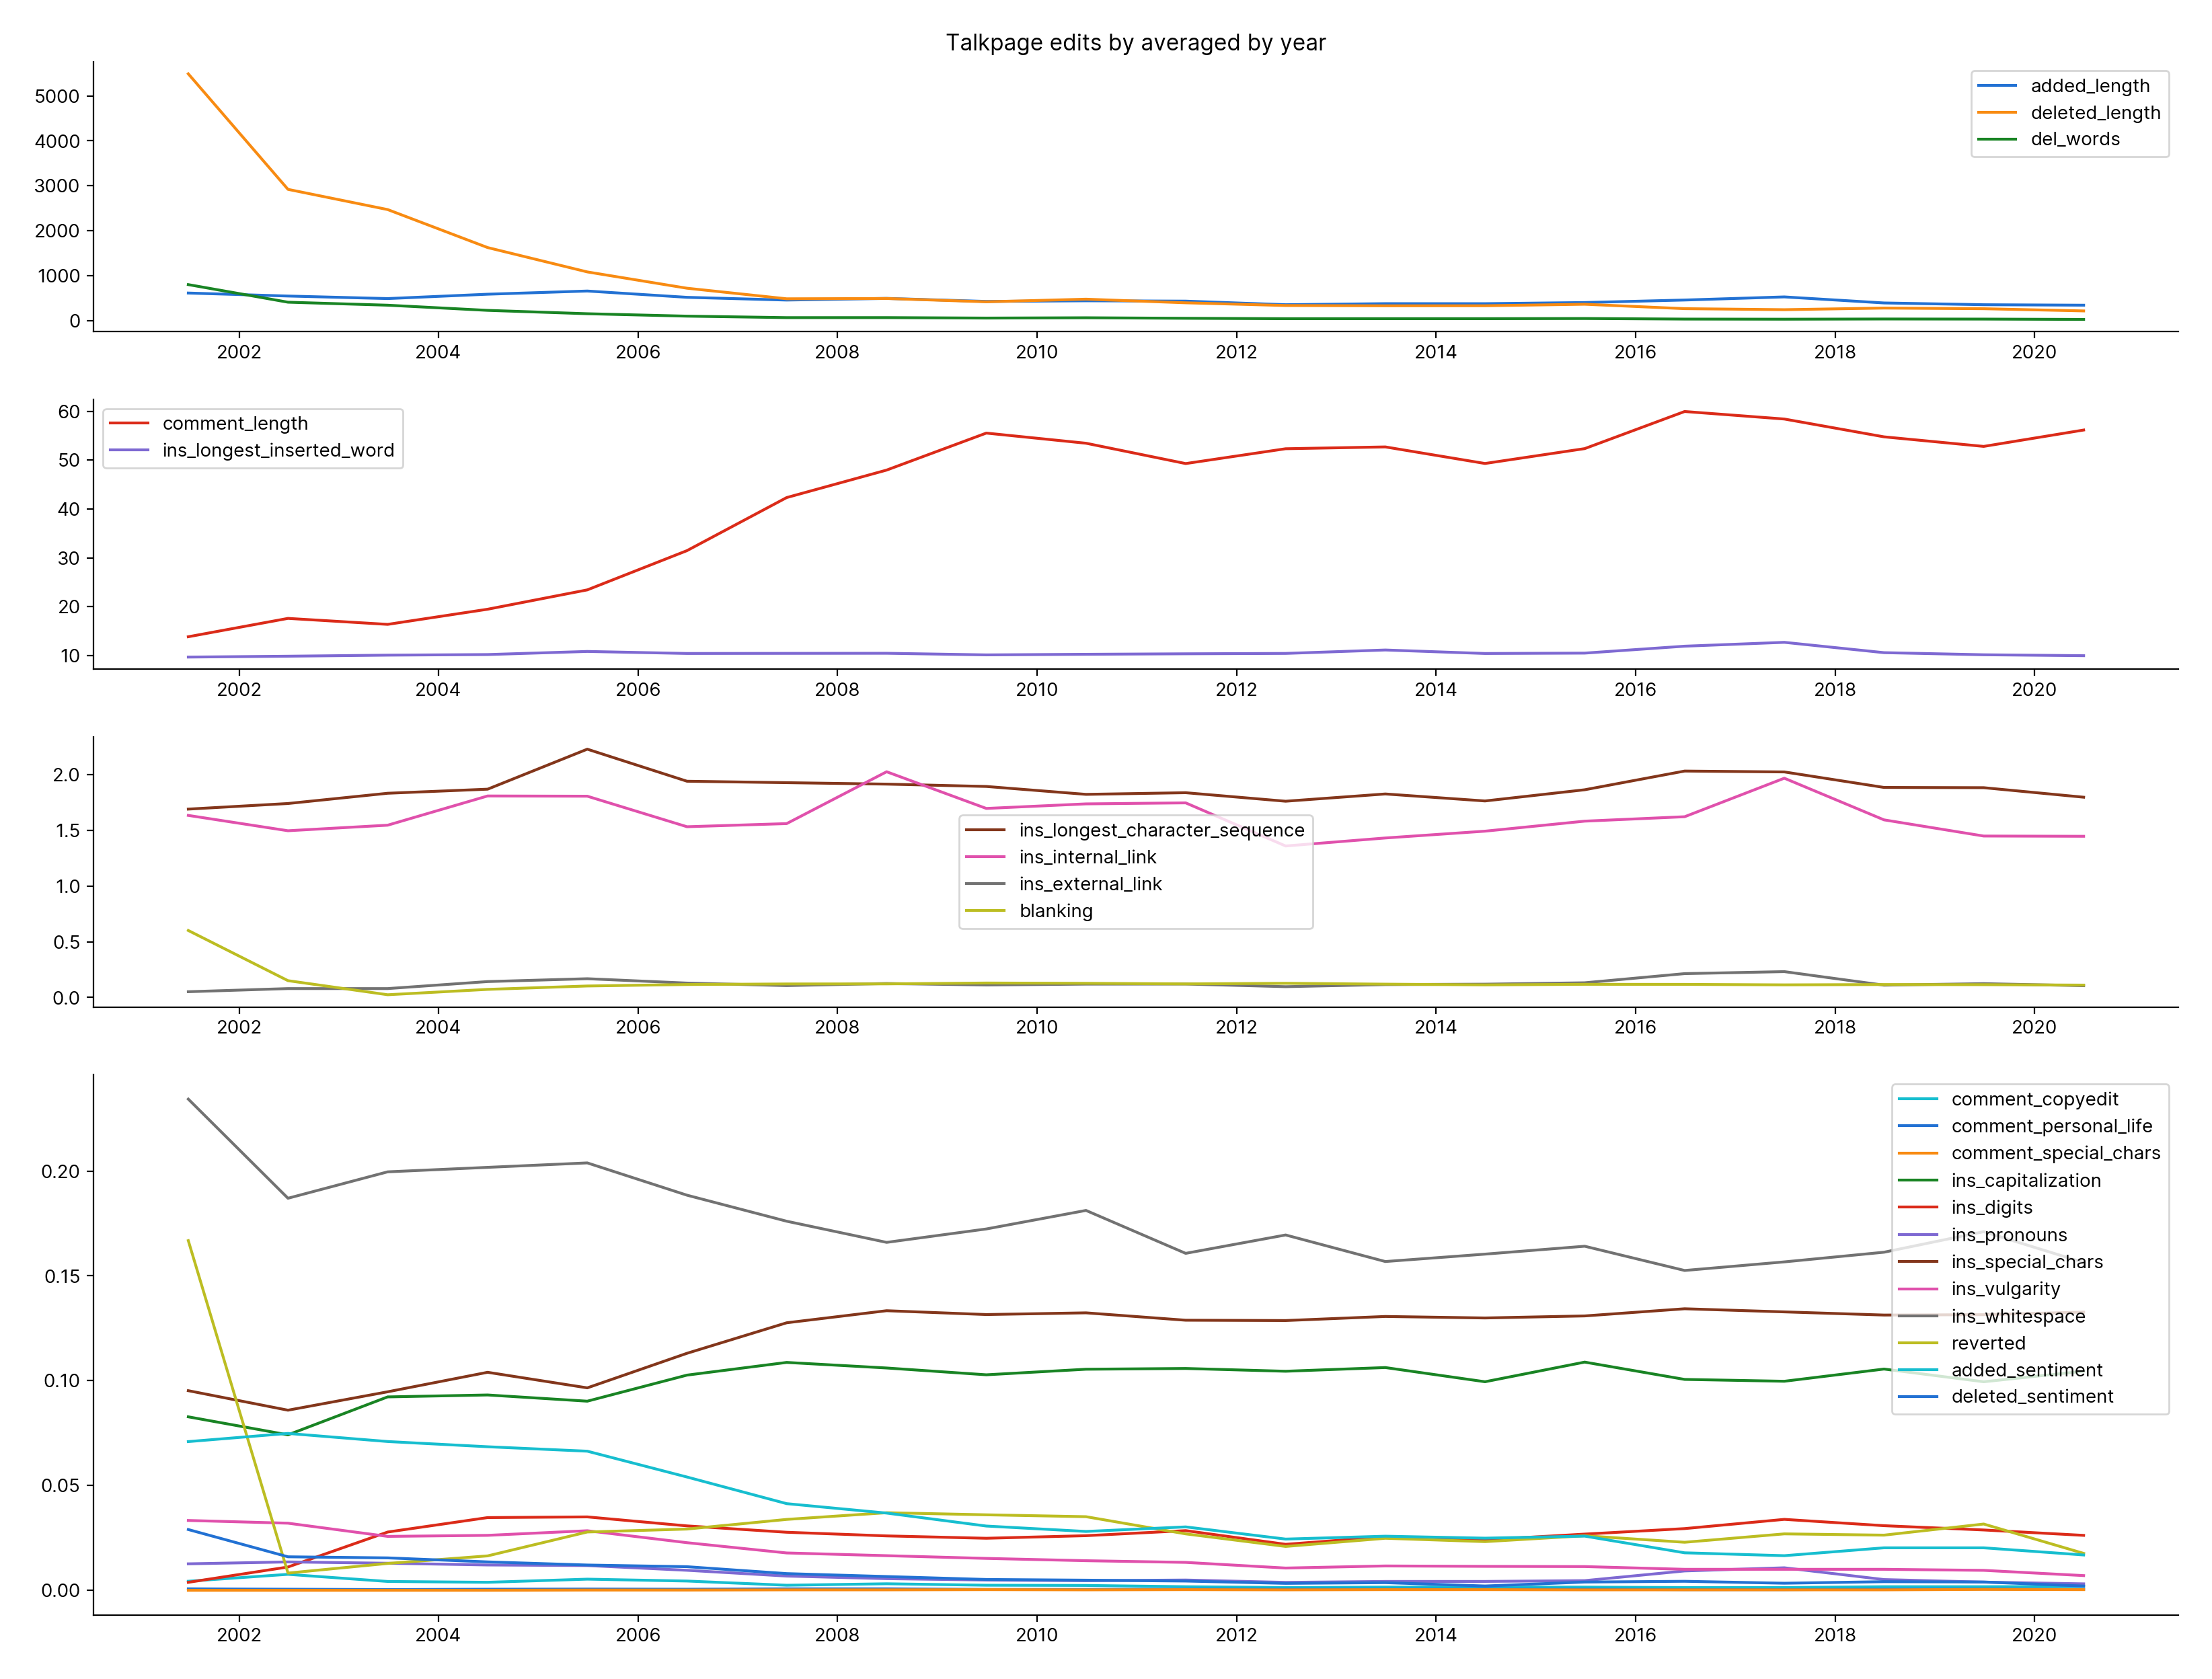 Talkpage edits by averaged by year
5000
4000
3000
2000
1000
0
added_length
deleted_length
del_words
2002 2004 2006 2008 2010 2012 2014 2016 2018 2020
60
50
40
30
20
10
comment_length
ins_longest_inserted_word
2002 2004 2006 2008 2010 2012 2014 2016 2018 2020
2.0
1.5
1.0
0.5
0.0
ins_longest_character_sequence
ins_internal_link
ins_external_link
blanking
2002 2004 2006 2008 2010 2012 2014 2016 2018 2020
0.20
0.15
0.10
0.05
0.00
comment_copyedit
comment_personal_life
comment_special_chars
ins_capitalization
ins_digits
ins_pronouns
ins_special_chars
ins_vulgarity
ins_whitespace
reverted
added_sentiment
deleted_sentiment
2002 2004 2006 2008 2010 2012 2014 2016 2018 2020